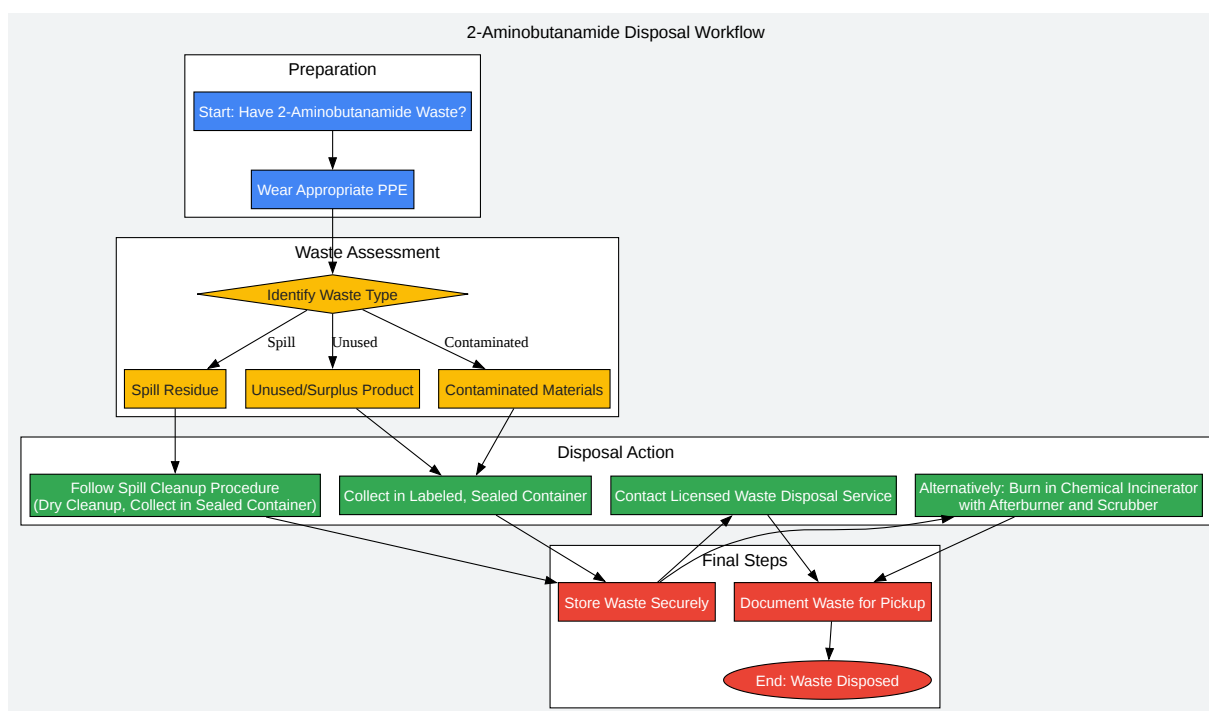 2-Aminobutanamide Disposal Workflow
Preparation
Start: Have 2-Aminobutanamide Waste?
Wear Appropriate PPE
Waste Assessment
Identify Waste Type
Spill
Unused
Contaminated
Spill Residue
Unused/Surplus Product
Contaminated Materials
Disposal Action
Follow Spill Cleanup Procedure
(Dry Cleanup, Collect in Sealed Container)
Collect in Labeled, Sealed Container
Contact Licensed Waste Disposal Service
Alternatively: Burn in Chemical Incinerator
with Afterburner and Scrubber
Final Steps
Store Waste Securely
Document Waste for Pickup
End: Waste Disposed